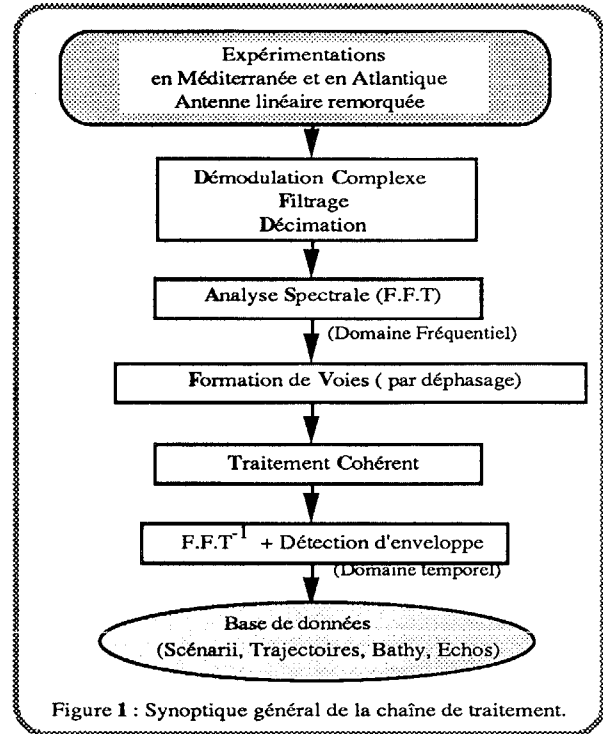 Expérimentations
en Méditerranée et en Atlantique
Antenne linéaire remorquée
Démodulation Complexe
Filtrage
Décimation
Analyse Spectrale (F.F.T)
(Domaine Fréquentiel)
Formation de Voies ( par déphasage)
Traitement Cohérent
F.F.T⁻¹ + Détection d'enveloppe
(Domaine temporel)
Base de données
(Scénarii, Trajectoires, Bathy, Echos)
Figure 1 : Synoptique général de la chaîne de traitement.